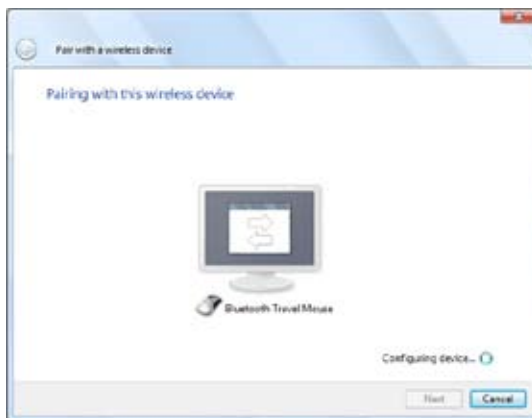 Pair with a wireless device
Pairing with this wireless device
Bluetooth Travel Mouse
Configuring device...
Next
Cancel